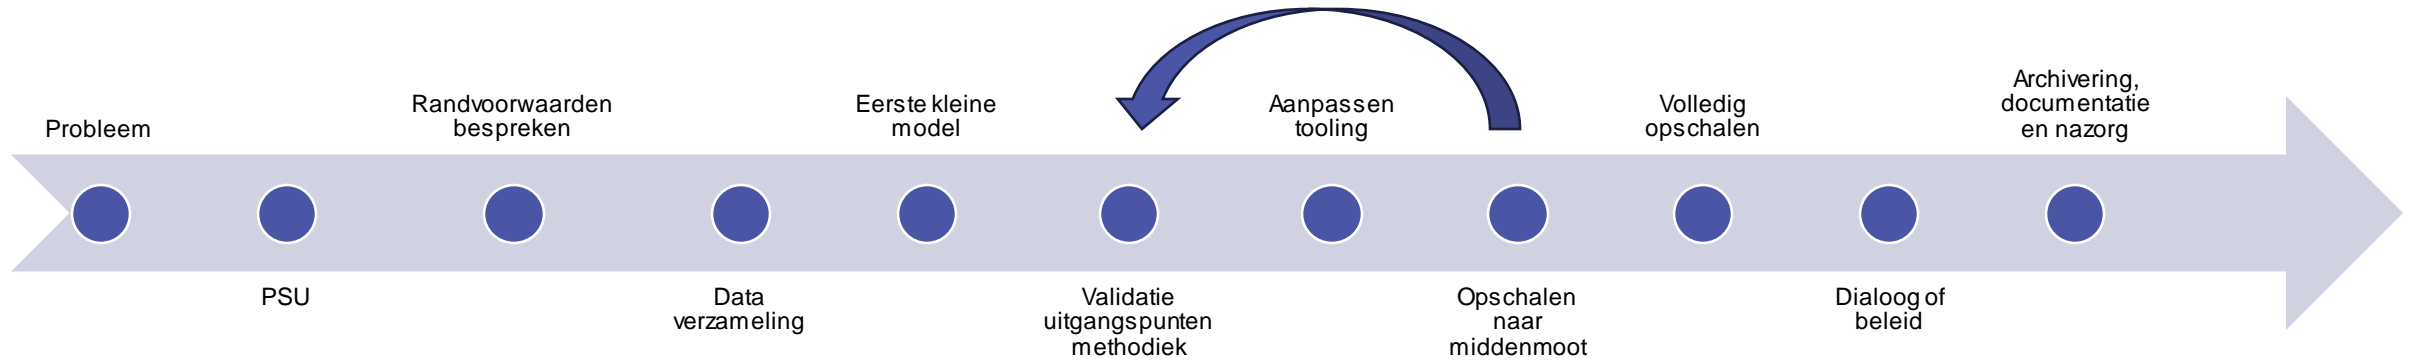 Probleem
PSU
Randvoorwaarden
bespreken
Data
verzameling
Eerste kleine
model
Validatie
uitgangspunten
methodiek
Aanpassen
tooling
Opschalen
naar
middenmoot
Volledig
opschalen
Dialoog of
beleid
Archivering,
documentatie
en nazorg